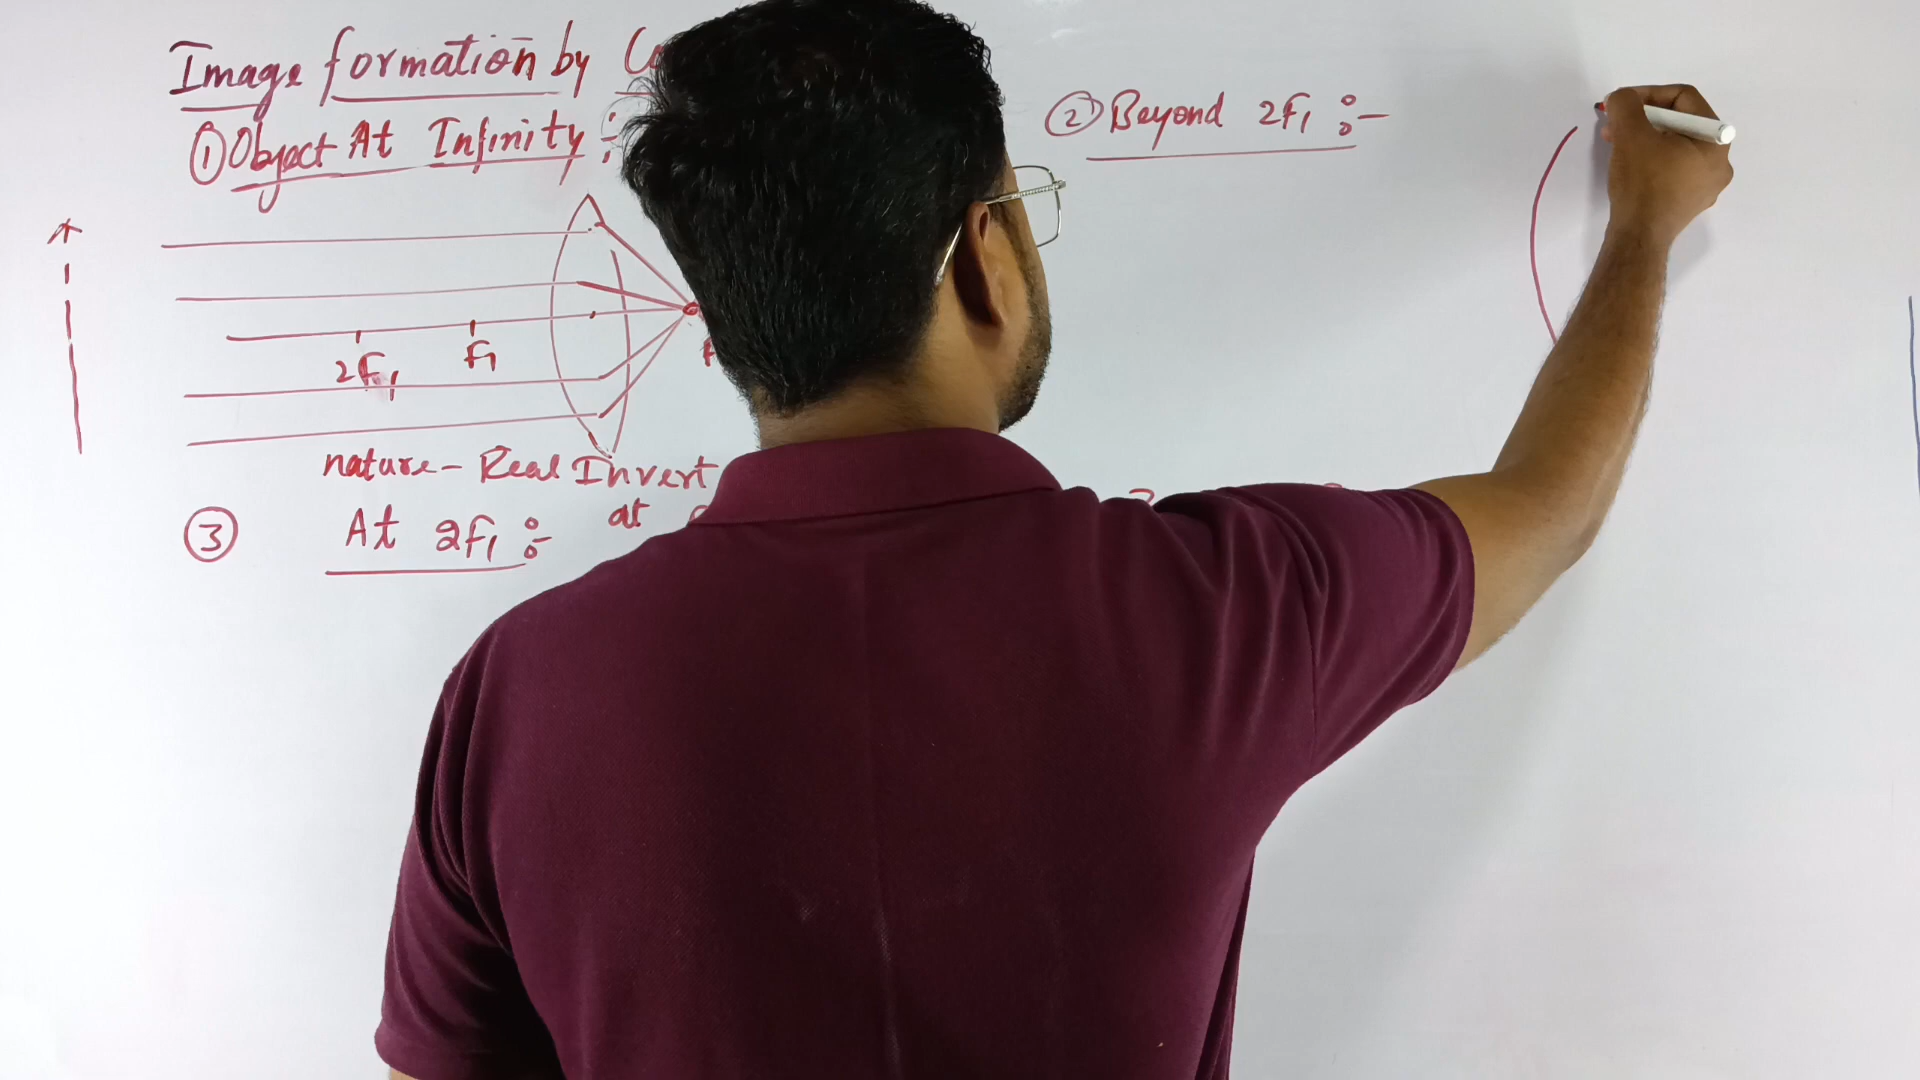 Image formation by
① Object At Infinity :
② Beyond 2F₁ :-
2F₁ F₁
nature - Real Invert
at
③ At 2F₁ :-